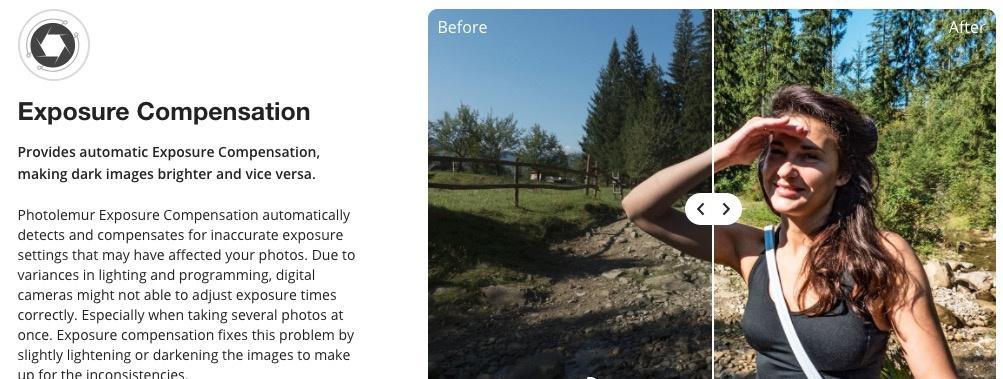 Exposure Compensation
Provides automatic Exposure Compensation,
making dark images brighter and vice versa.
Photolemur Exposure Compensation automatically
detects and compensates for inaccurate exposure
settings that may have affected your photos. Due to
variances in lighting and programming, digital
cameras might not able to adjust exposure times
correctly. Especially when taking several photos at
once. Exposure compensation fixes this problem by
slightly lightening or darkening the images to make
up for the inconsistencies.
Before
After